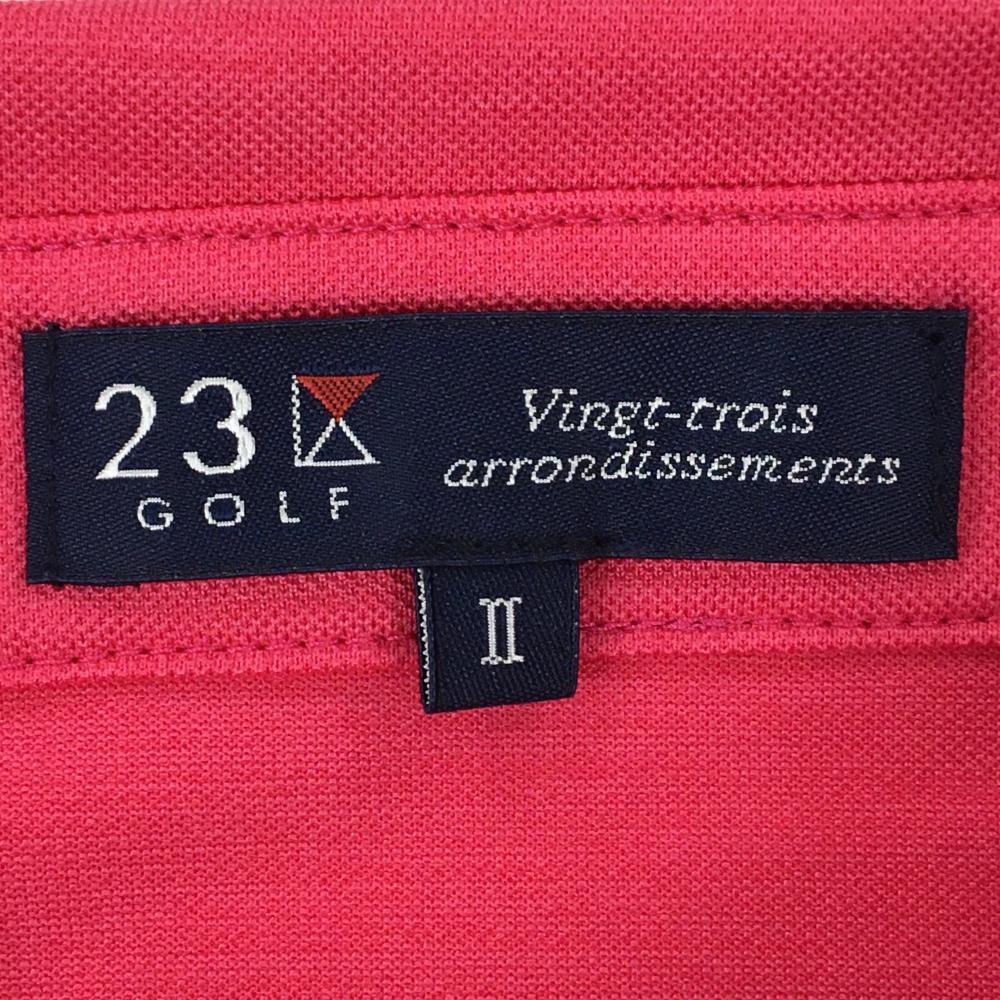 23
GOLF
Vingt-trois
arrondissements
II